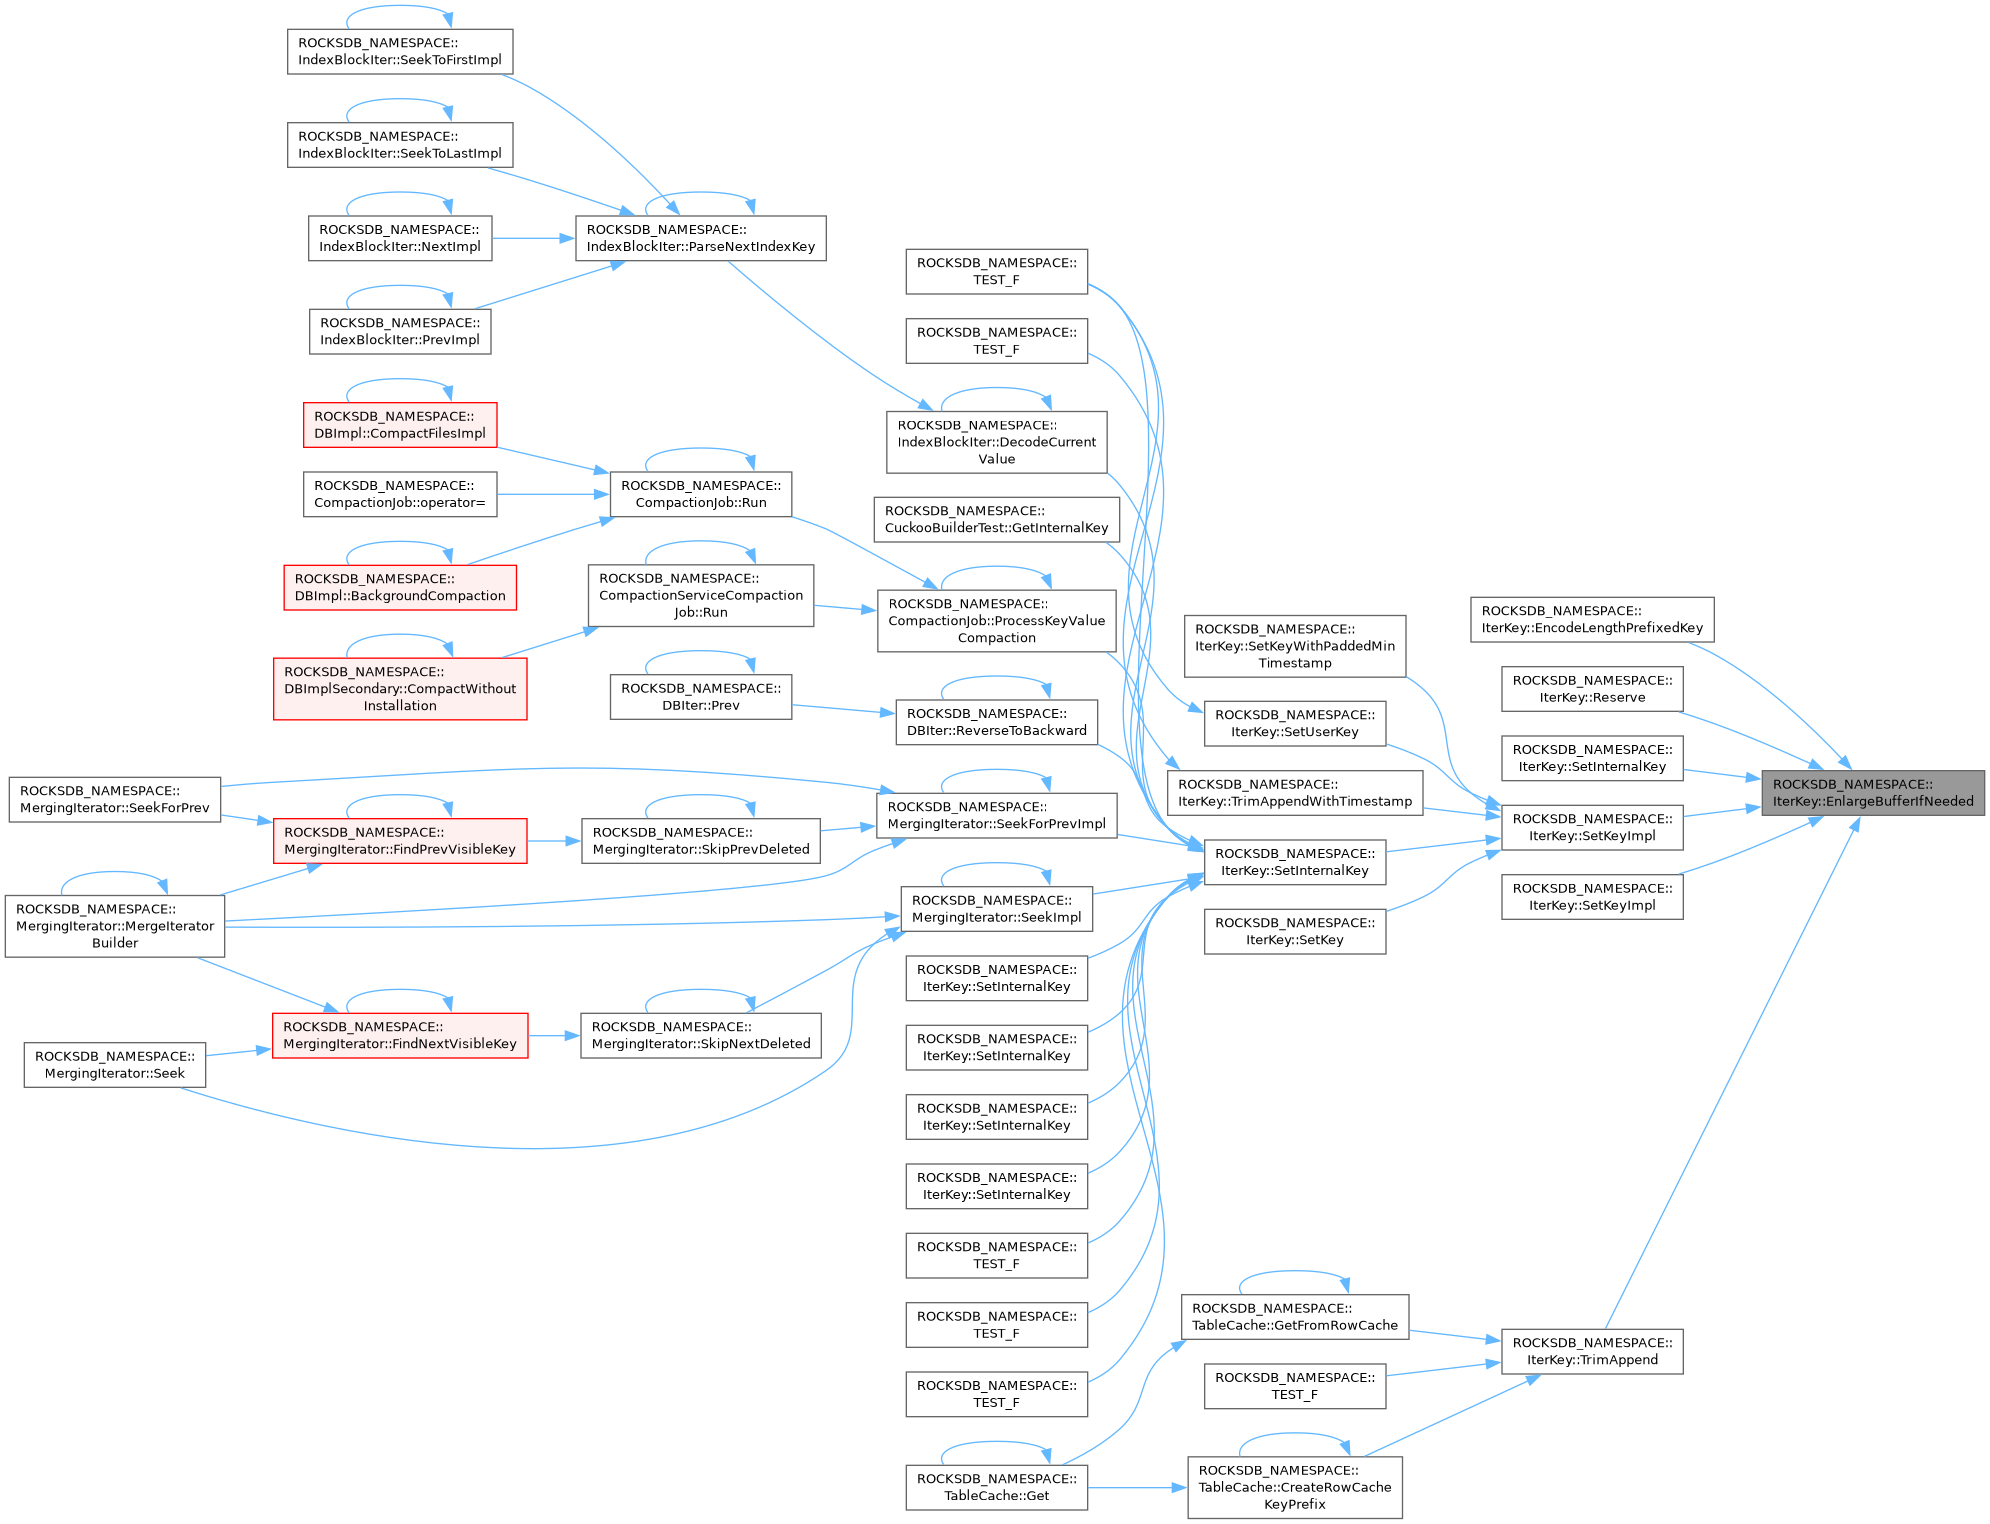 ROCKSDB_NAMESPACE::
IndexBlockIter::SeekToFirstImpl
ROCKSDB_NAMESPACE::
IndexBlockIter::SeekToLastImpl
ROCKSDB_NAMESPACE::
IndexBlockIter::NextImpl
ROCKSDB_NAMESPACE::
IndexBlockIter::PrevImpl
ROCKSDB_NAMESPACE::
DBImpl::CompactFilesImpl
ROCKSDB_NAMESPACE::
CompactionJob::operator=
ROCKSDB_NAMESPACE::
DBImpl::BackgroundCompaction
ROCKSDB_NAMESPACE::
DBImplSecondary::CompactWithout
Installation
ROCKSDB_NAMESPACE::
MergingIterator::SeekForPrev
ROCKSDB_NAMESPACE::
MergingIterator::FindPrevVisibleKey
ROCKSDB_NAMESPACE::
MergingIterator::MergeIterator
Builder
ROCKSDB_NAMESPACE::
MergingIterator::FindNextVisibleKey
ROCKSDB_NAMESPACE::
MergingIterator::Seek
ROCKSDB_NAMESPACE::
IndexBlockIter::ParseNextIndexKey
ROCKSDB_NAMESPACE::
CompactionJob::Run
ROCKSDB_NAMESPACE::
CompactionServiceCompaction
Job::Run
ROCKSDB_NAMESPACE::
DBIter::Prev
ROCKSDB_NAMESPACE::
MergingIterator::SkipPrevDeleted
ROCKSDB_NAMESPACE::
MergingIterator::SkipNextDeleted
ROCKSDB_NAMESPACE::
TEST_F
ROCKSDB_NAMESPACE::
TEST_F
ROCKSDB_NAMESPACE::
IndexBlockIter::DecodeCurrent
Value
ROCKSDB_NAMESPACE::
CuckooBuilderTest::GetInternalKey
ROCKSDB_NAMESPACE::
CompactionJob::ProcessKeyValue
Compaction
ROCKSDB_NAMESPACE::
DBIter::ReverseToBackward
ROCKSDB_NAMESPACE::
MergingIterator::SeekForPrevImpl
ROCKSDB_NAMESPACE::
MergingIterator::SeekImpl
ROCKSDB_NAMESPACE::
IterKey::SetInternalKey
ROCKSDB_NAMESPACE::
IterKey::SetInternalKey
ROCKSDB_NAMESPACE::
IterKey::SetInternalKey
ROCKSDB_NAMESPACE::
IterKey::SetInternalKey
ROCKSDB_NAMESPACE::
TEST_F
ROCKSDB_NAMESPACE::
TEST_F
ROCKSDB_NAMESPACE::
TEST_F
ROCKSDB_NAMESPACE::
TableCache::Get
ROCKSDB_NAMESPACE::
IterKey::SetKeyWithPaddedMin
Timestamp
ROCKSDB_NAMESPACE::
IterKey::SetUserKey
ROCKSDB_NAMESPACE::
IterKey::TrimAppendWithTimestamp
ROCKSDB_NAMESPACE::
IterKey::SetInternalKey
ROCKSDB_NAMESPACE::
IterKey::SetKey
ROCKSDB_NAMESPACE::
TableCache::GetFromRowCache
ROCKSDB_NAMESPACE::
TEST_F
ROCKSDB_NAMESPACE::
TableCache::CreateRowCache
KeyPrefix
ROCKSDB_NAMESPACE::
IterKey::EncodeLengthPrefixedKey
ROCKSDB_NAMESPACE::
IterKey::Reserve
ROCKSDB_NAMESPACE::
IterKey::SetInternalKey
ROCKSDB_NAMESPACE::
IterKey::SetKeyImpl
ROCKSDB_NAMESPACE::
IterKey::SetKeyImpl
ROCKSDB_NAMESPACE::
IterKey::TrimAppend
ROCKSDB_NAMESPACE::
IterKey::EnlargeBufferIfNeeded